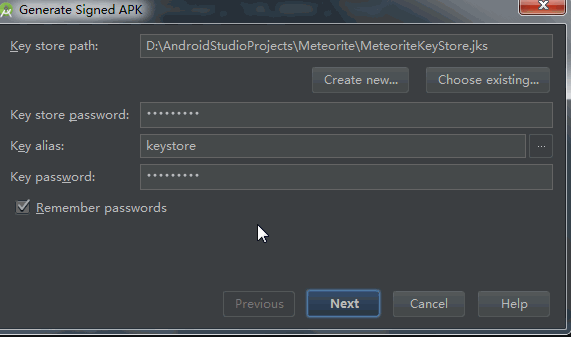 Generate Signed APK
Key store path: D:\AndroidStudioProjects\Meteorite\MeteoriteKeyStore.jks
Create new... Choose existing...
Key store password: •••••••••
Key alias: keystore ...
Key password: •••••••••
Remember passwords
Previous Next Cancel Help